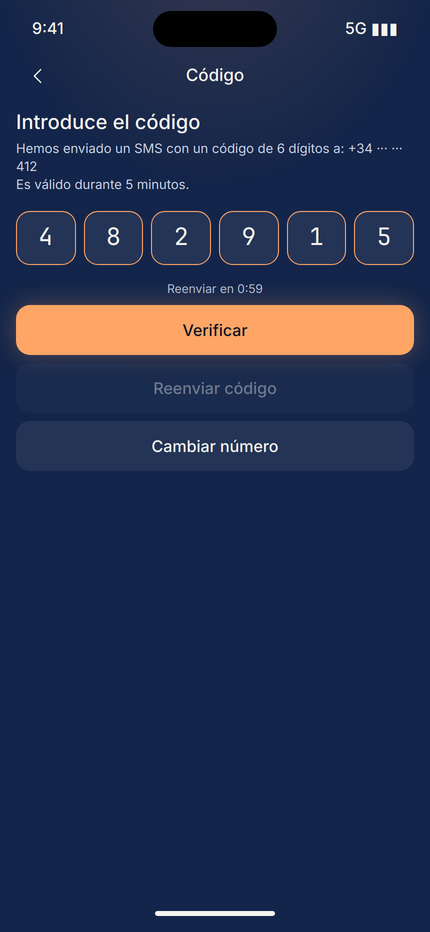 9:41
5G
Código
Introduce el código
Hemos enviado un SMS con un código de 6 dígitos a: +34 ··· ···
412
Es válido durante 5 minutos.
4 8 2 9 1 5
Reenviar en 0:59
Verificar
Reenviar código
Cambiar número